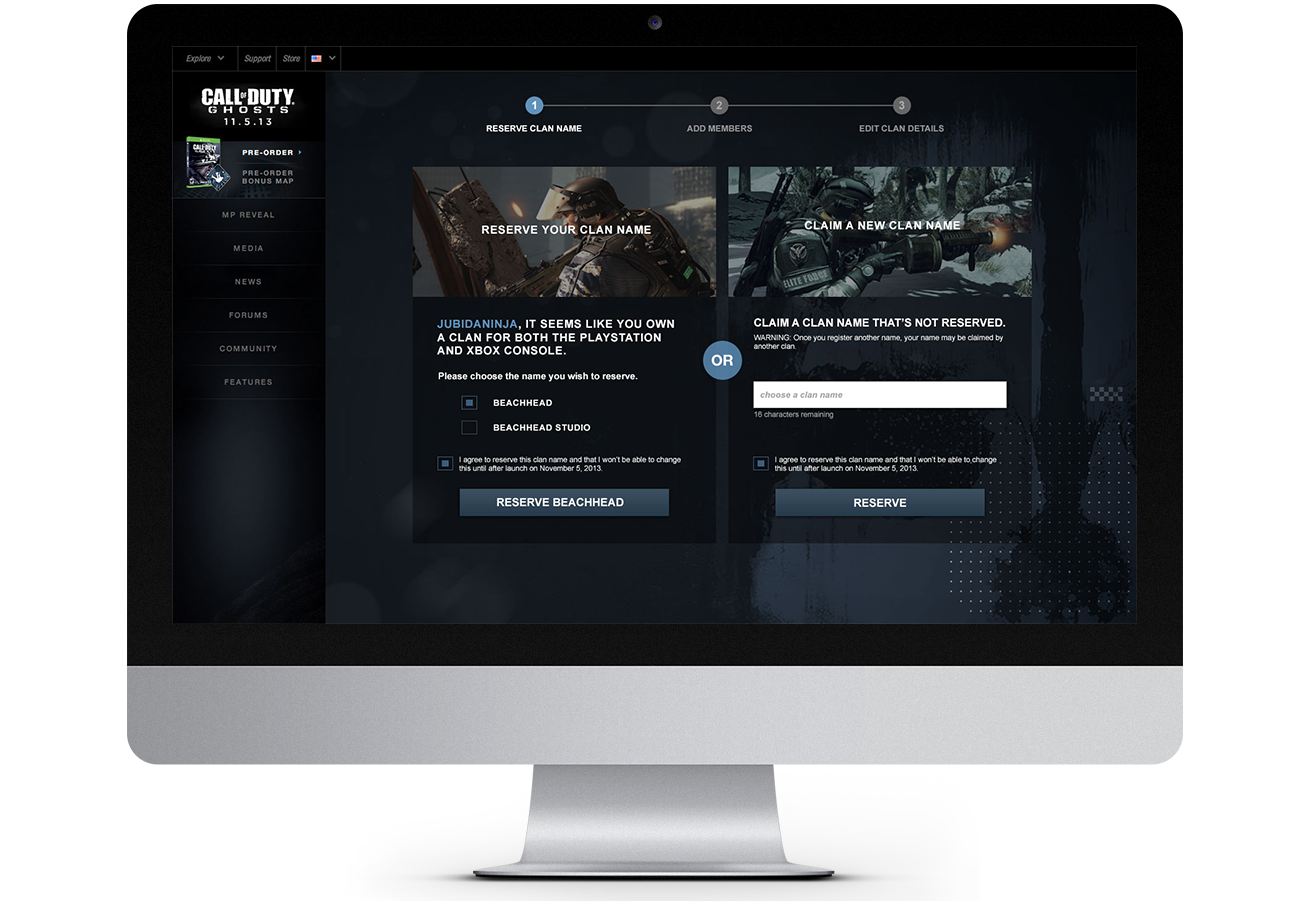 Explore
Support
Store
CALL OF DUTY
GHOSTS
11.5.13
PRE-ORDER
PRE-ORDER
BONUS MAP
MP REVEAL
MEDIA
NEWS
FORUMS
COMMUNITY
FEATURES
1
2
3
RESERVE CLAN NAME
ADD MEMBERS
EDIT CLAN DETAILS
RESERVE YOUR CLAN NAME
JUBIDANINJA, IT SEEMS LIKE YOU OWN
A CLAN FOR BOTH THE PLAYSTATION
AND XBOX CONSOLE.
Please choose the name you wish to reserve.
BEACHHEAD
BEACHHEAD STUDIO
I agree to reserve this clan name and that I won't be able to change
this until after launch on November 5, 2013.
RESERVE BEACHHEAD
OR
CLAIM A NEW CLAN NAME
ELITE FORCE
CLAIM A CLAN NAME THAT'S NOT RESERVED.
WARNING: Once you register another name, your name may be claimed by
another clan.
choose a clan name
16 characters remaining
I agree to reserve this clan name and that I won't be able to change
this until after launch on November 5, 2013.
RESERVE